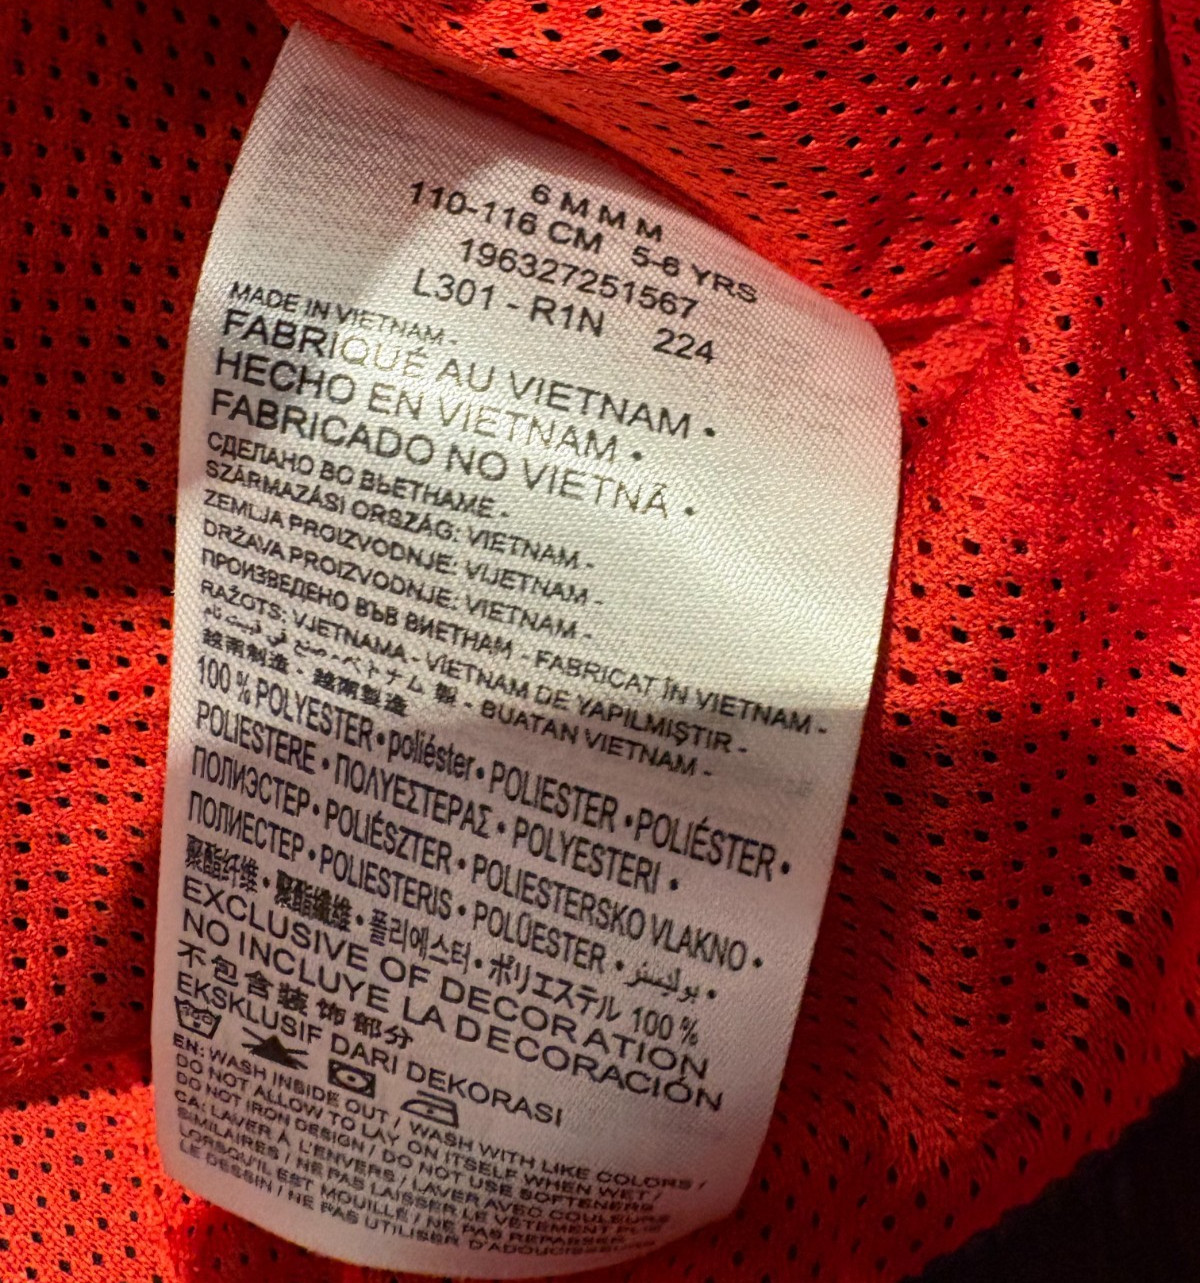 6 M M M
110-116 CM 5-6 YRS
196327251567
L301 - R1N 224
MADE IN VIETNAM -
FABRIQUÉ AU VIETNAM •
HECHO EN VIETNAM •
FABRICADO NO VIETNÃ •
СДЕЛАНО ВО ВЬЕТНАМЕ -
SZÁRMAZÁSI ORSZÁG: VIETNAM -
ZEMLJA PROIZVODNJE: VIJETNAM -
DRŽAVA PROIZVODNJE: VIETNAM -
ПРОИЗВЕДЕНО ВЪВ ВИЕТНАМ - FABRICAT ÎN VIETNAM -
RAŽOTS: VJETNAMA - VIETNAM DE YAPILMIŞTIR -
صنع في فيتنام - ベトナム 製 - BUATAN VIETNAM -
越南制造 - 越南製造
100 % POLYESTER • poliéster • POLIESTER • POLIÉSTER •
POLIESTERE • ΠΟΛΥΕΣΤΕΡΑΣ • POLYESTERI •
ПОЛИЭСТЕР • POLIÉSZTER • POLIESTERSKO VLAKNO •
ПОЛИЕСТЕР • POLIESTERIS • POLÜESTER • بوليستر •
聚酯纤维 • 聚酯纖維 • 폴리에스터 • ポリエステル 100 %
EXCLUSIVE OF DECORATION
NO INCLUYE LA DECORACIÓN
不包含装饰部分
EKSKLUSIF DARI DEKORASI
EN: WASH INSIDE OUT / WASH WITH LIKE COLORS /
DO NOT ALLOW TO LAY ON ITSELF WHEN WET /
DO NOT IRON DESIGN / DO NOT USE SOFTENERS
CA: LAVER À L'ENVERS / LAVER AVEC COULEURS
SIMILAIRES / NE PAS LAISSER LE VÊTEMENT PLIÉ
LORSQU'IL EST MOUILLÉ / NE PAS REPASSER
LE DESSIN / NE PAS UTILISER D'ADOUCISSEUR